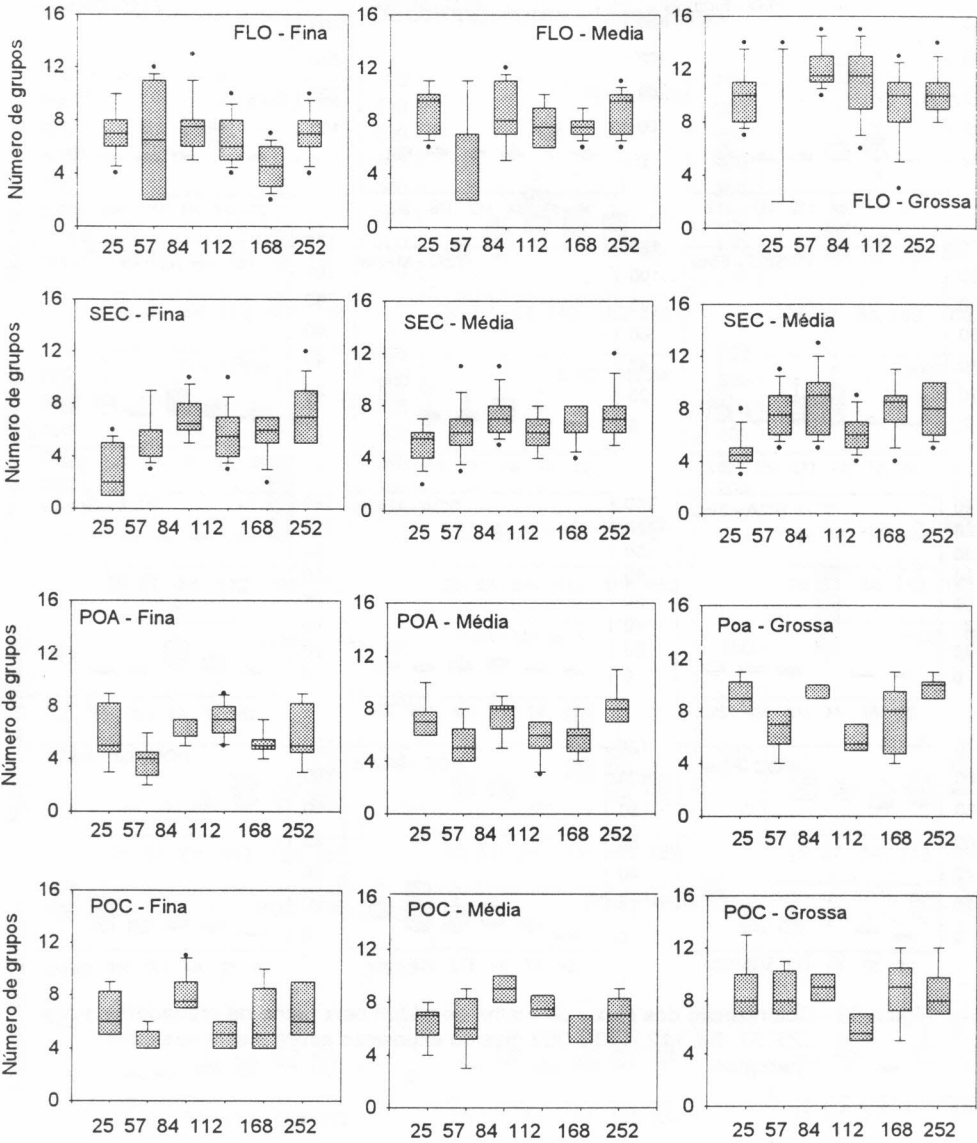 16
12
8
4
0
Número de grupos
FLO - Fina
25 57 84 112 168 252
16
12
8
4
0
FLO - Media
25 57 84 112 168 252
16
12
8
4
0
FLO - Grossa
25 57 84 112 168 252
16
12
8
4
0
Número de grupos
SEC - Fina
25 57 84 112 168 252
16
12
8
4
0
SEC - Média
25 57 84 112 168 252
16
12
8
4
0
SEC - Média
25 57 84 112 168 252
16
12
8
4
0
Número de grupos
POA - Fina
25 57 84 112 168 252
16
12
8
4
0
POA - Média
25 57 84 112 168 252
16
12
8
4
0
Poa - Grossa
25 57 84 112 168 252
16
12
8
4
0
Número de grupos
POC - Fina
25 57 84 112 168 252
16
12
8
4
0
POC - Média
25 57 84 112 168 252
16
12
8
4
0
POC - Grossa
25 57 84 112 168 252